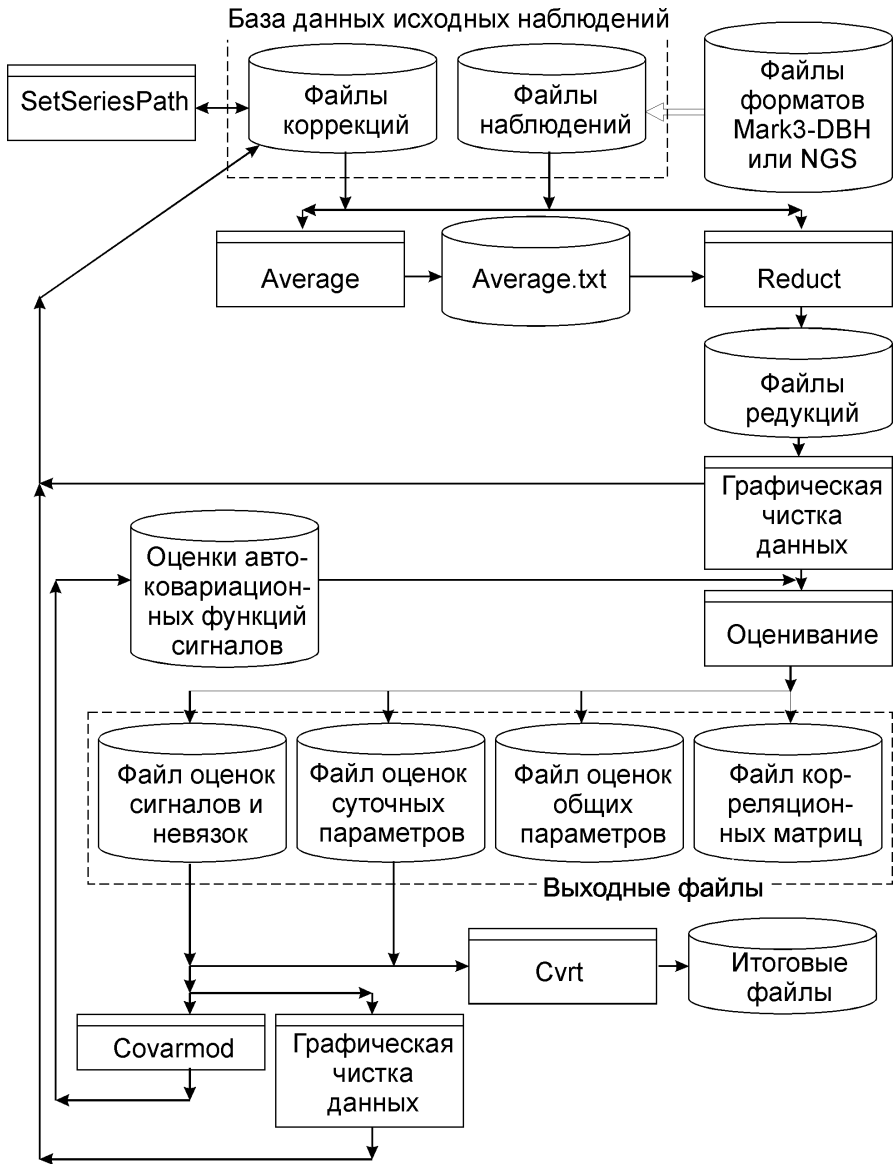 База данных исходных наблюдений
SetSeriesPath
Файлы
коррекций
Файлы
наблюдений
Файлы
форматов
Mark3-DBH
или NGS
Average
Average.txt
Reduct
Файлы
редукций
Графическая
чистка
данных
Оценки авто-
ковариацион-
ных функций
сигналов
Оценивание
Файл оценок
сигналов и
невязок
Файл оценок
суточных
параметров
Файл оценок
общих
параметров
Файл кор-
реляцион-
ных матриц
Выходные файлы
Cvrt
Итоговые
файлы
Covarmod
Графическая
чистка
данных